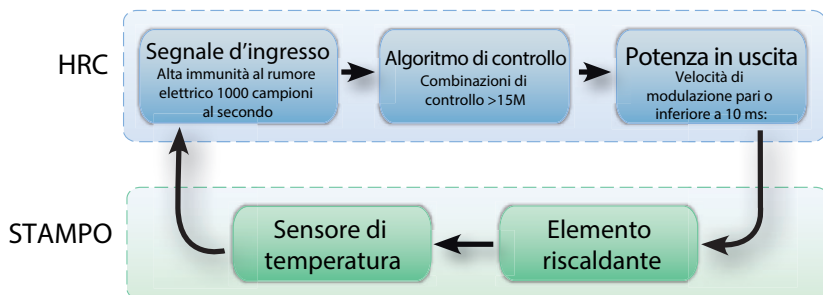 HRC
Segnale d’ingresso
Alta immunità al rumore
elettrico 1000 campioni
al secondo
Algoritmo di controllo
Combinazioni di
controllo >15M
Potenza in uscita
Velocità di
modulazione pari o
inferiore a 10 ms:
STAMPO
Sensore di
temperatura
Elemento
riscaldante